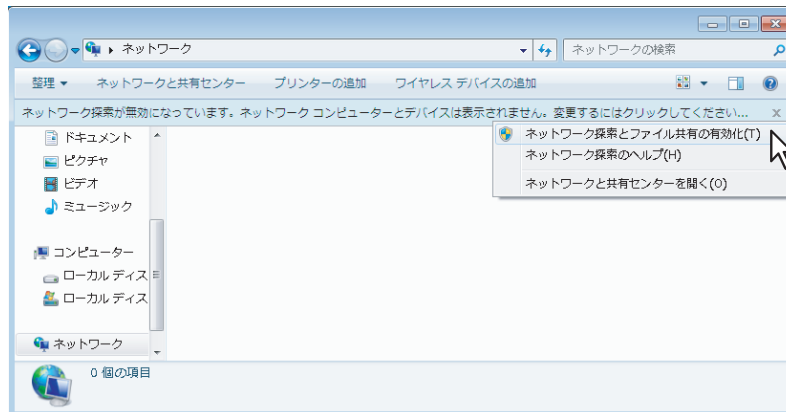 ネットワーク
ネットワークの検索
整理 ネットワークと共有センター プリンターの追加 ワイヤレス デバイスの追加
ネットワーク探索が無効になっています。ネットワーク コンピューターとデバイスは表示されません。変更するにはクリックしてください...
ネットワーク探索とファイル共有の有効化(T)
ネットワーク探索のヘルプ(H)
ネットワークと共有センターを開く(O)
ドキュメント
ピクチャ
ビデオ
ミュージック
コンピューター
ローカル ディス
ローカル ディス
ネットワーク
0 個の項目